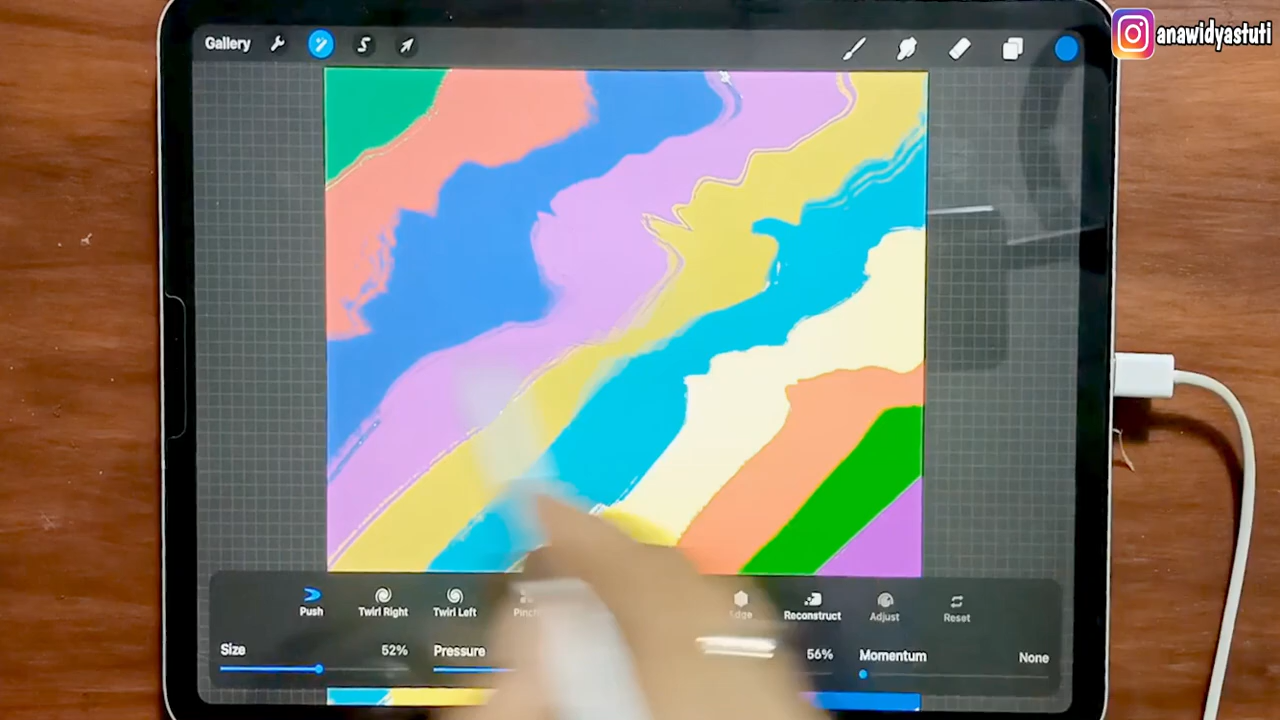 anawidyastuti
Gallery
Push
Twirl Right
Twirl Left
Reconstruct
Adjust
Reset
Size
52%
Pressure
56%
Momentum
None